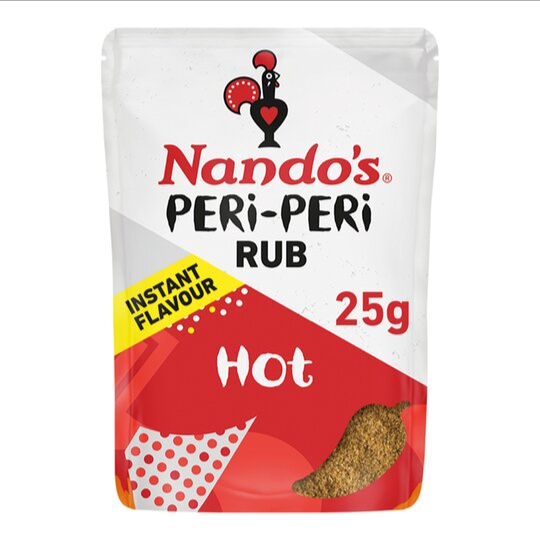 Nando's®
PERi-PERi
RUB
INSTANT
FLAVOUR
25g
Hot